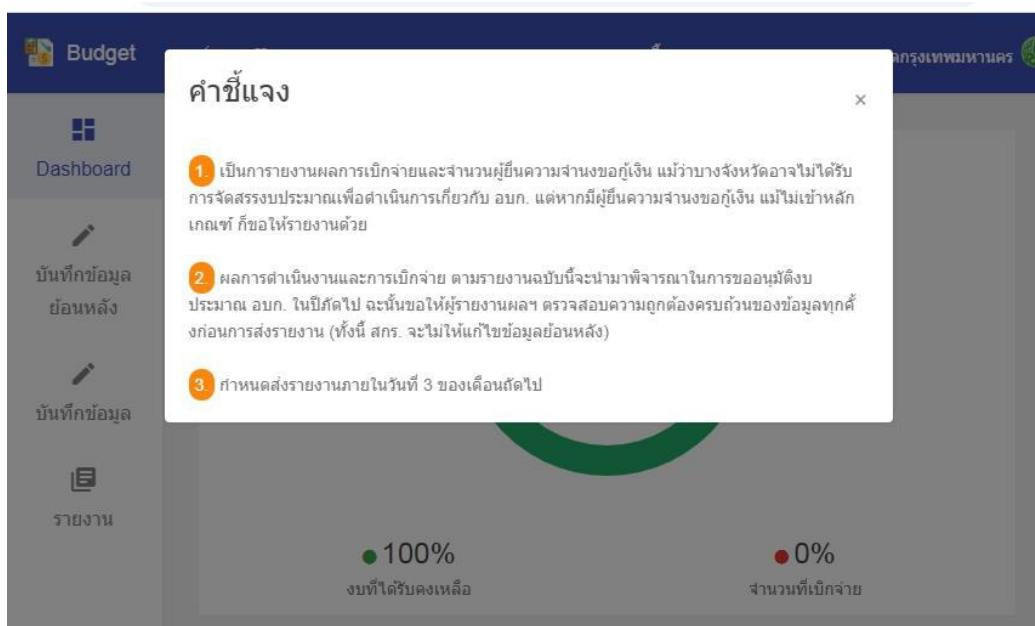 Budget
คำชี้แจง
×
Dashboard
1. เป็นการรายงานผลการเบิกจ่ายและจำนวนผู้ยื่นความจำนงขอกู้เงิน แม้ว่าบางจังหวัดอาจไม่ได้รับ
การจัดสรรงบประมาณเพื่อดำเนินการเกี่ยวกับ อบก. แต่หากมีผู้ยื่นความจำนงขอกู้เงิน แม้ไม่เข้าหลัก
เกณฑ์ ก็ขอให้รายงานด้วย
2. ผลการดำเนินงานและการเบิกจ่าย ตามรายงานฉบับนี้จะนำมาพิจารณาในการขออนุมัติงบ
ประมาณ อบก. ในปีถัดไป ฉะนั้นขอให้ผู้รายงานผลฯ ตรวจสอบความถูกต้องครบถ้วนของข้อมูลทุกครั้
งก่อนการส่งรายงาน (ทั้งนี้ สกร. จะไม่ให้แก้ไขข้อมูลย้อนหลัง)
3. กำหนดส่งรายงานภายในวันที่ 3 ของเดือนถัดไป
บันทึกข้อมูล
ย้อนหลัง
บันทึกข้อมูล
รายงาน
100%
งบที่ได้รับคงเหลือ
0%
จำนวนที่เบิกจ่าย